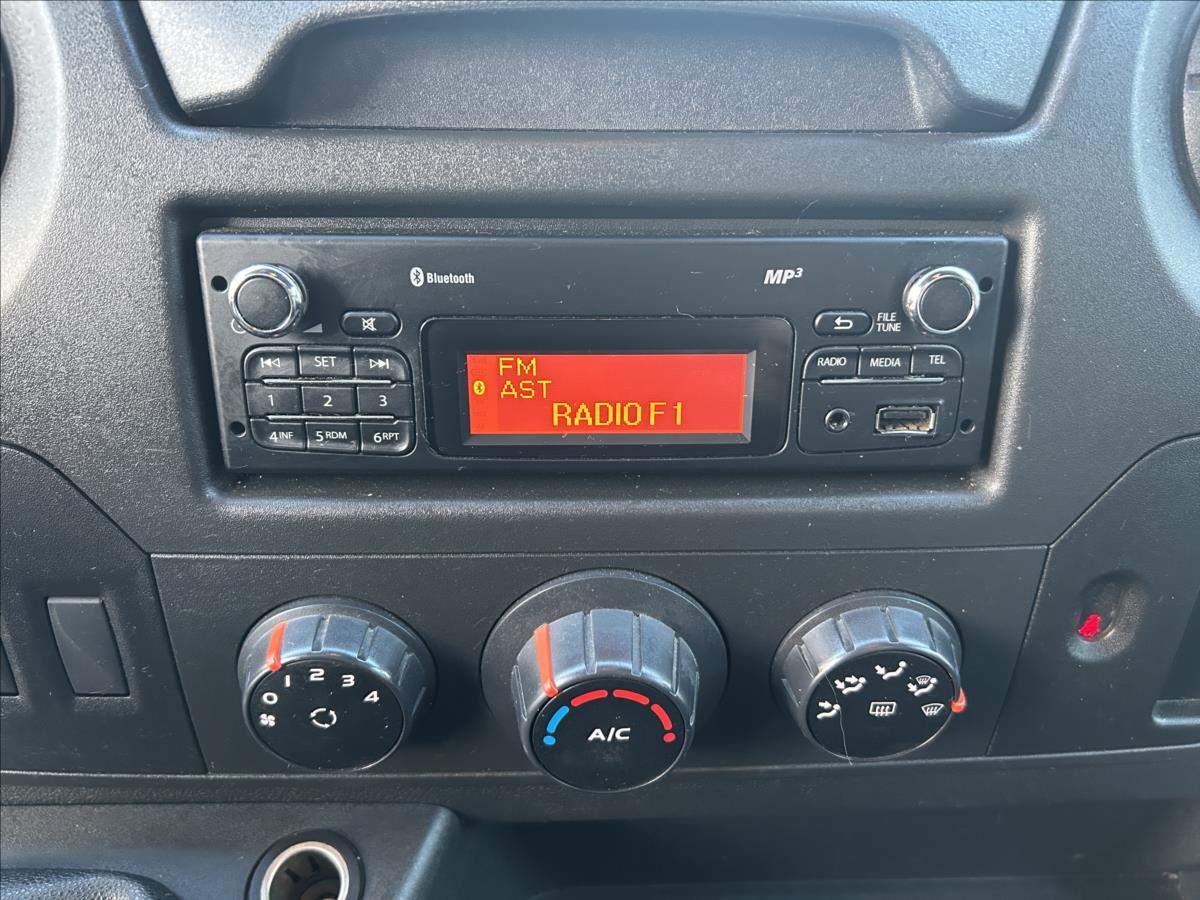 Bluetooth
MP3
FILE
TUNE
SET
RADIO
MEDIA
TEL
1
2
3
4INF
5RDM
6RPT
FM
AST
RADIO F1
0
1
2
3
4
A/C